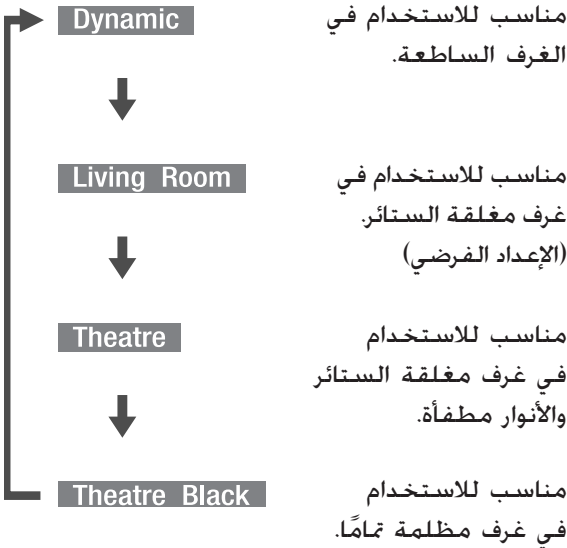 Dynamic
مناسب للاستخدام في
الغرف الساطعة.
Living Room
مناسب للاستخدام في
غرف مغلقة الستائر.
(الإعداد الفرضي)
Theatre
مناسب للاستخدام
في غرف مغلقة الستائر
والأنوار مطفأة.
Theatre Black
مناسب للاستخدام
في غرف مظلمة تمامًا.